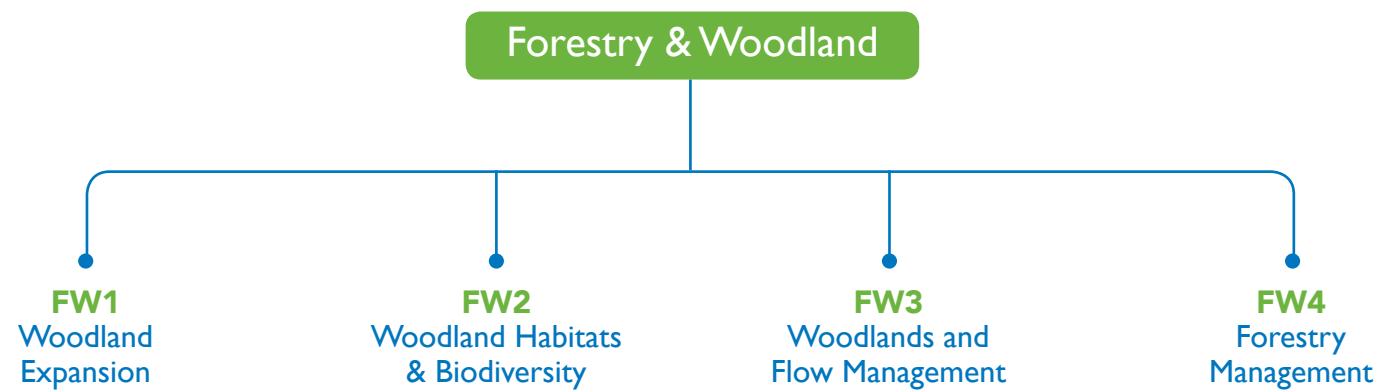 Forestry & Woodland
FW1
Woodland
Expansion
FW2
Woodland Habitats
& Biodiversity
FW3
Woodlands and
Flow Management
FW4
Forestry
Management